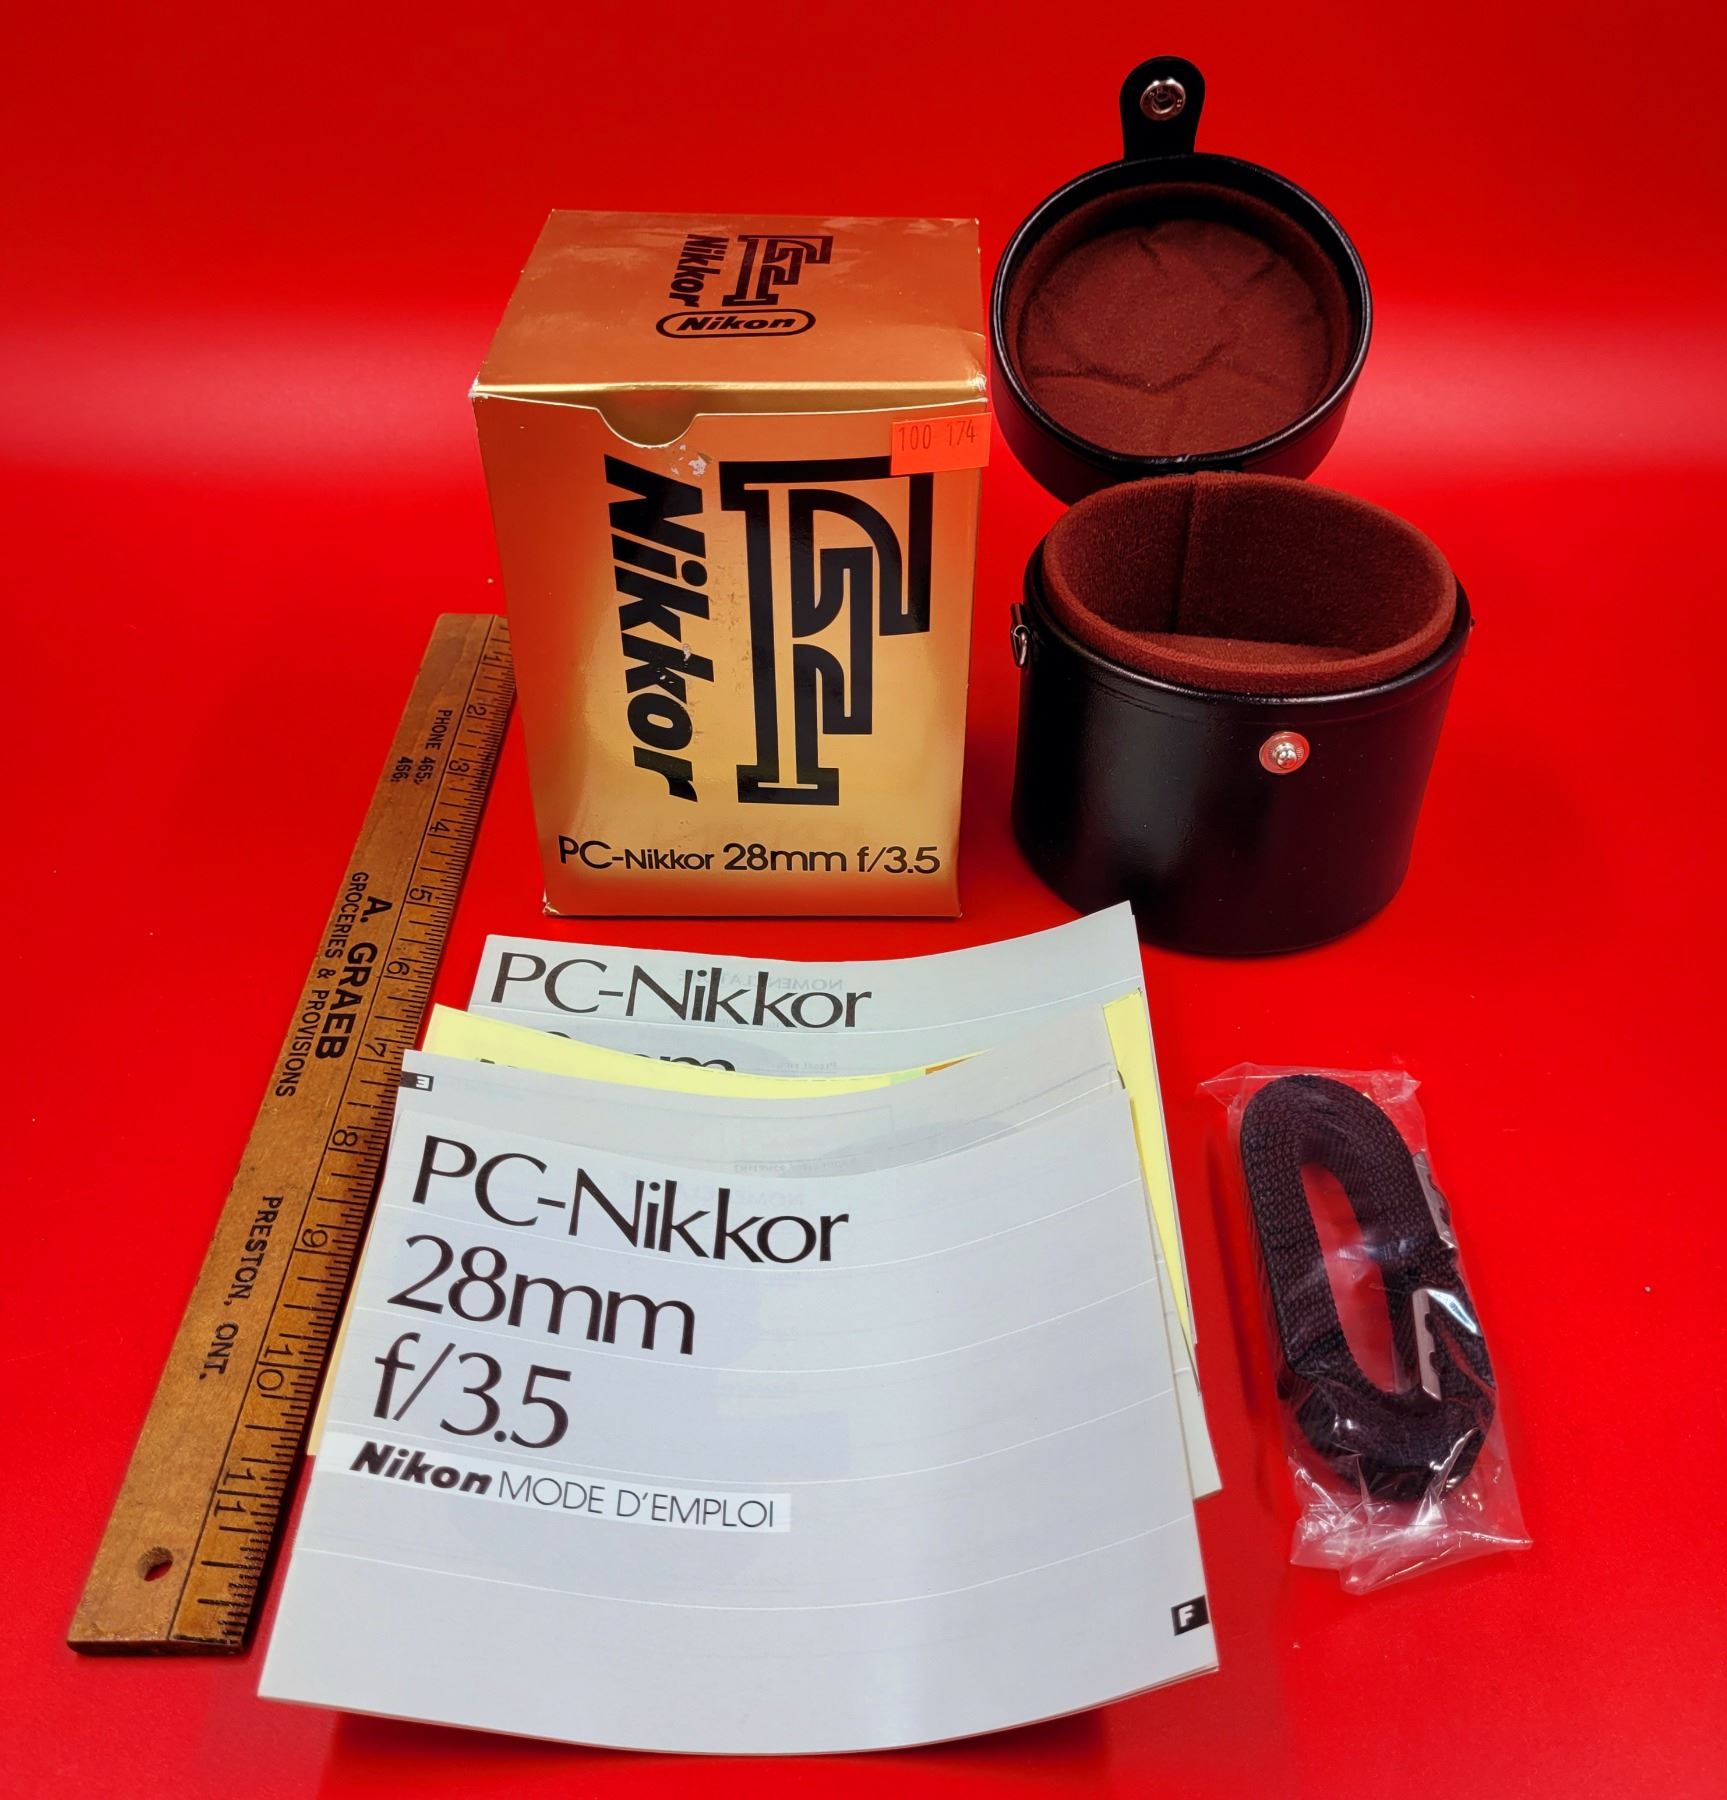 Nikkor
Nikon
100 174
Nikkor
PC-Nikkor 28mm f/3.5
1
2
3
4
5
6
7
8
9
10
11
PHONE 465-
466-
A. GRAEB
GROCERIES & PROVISIONS
PRESTON, ONT.
PC-Nikkor
E
PC-Nikkor
28mm
f/3.5
Nikon MODE D'EMPLOI
F